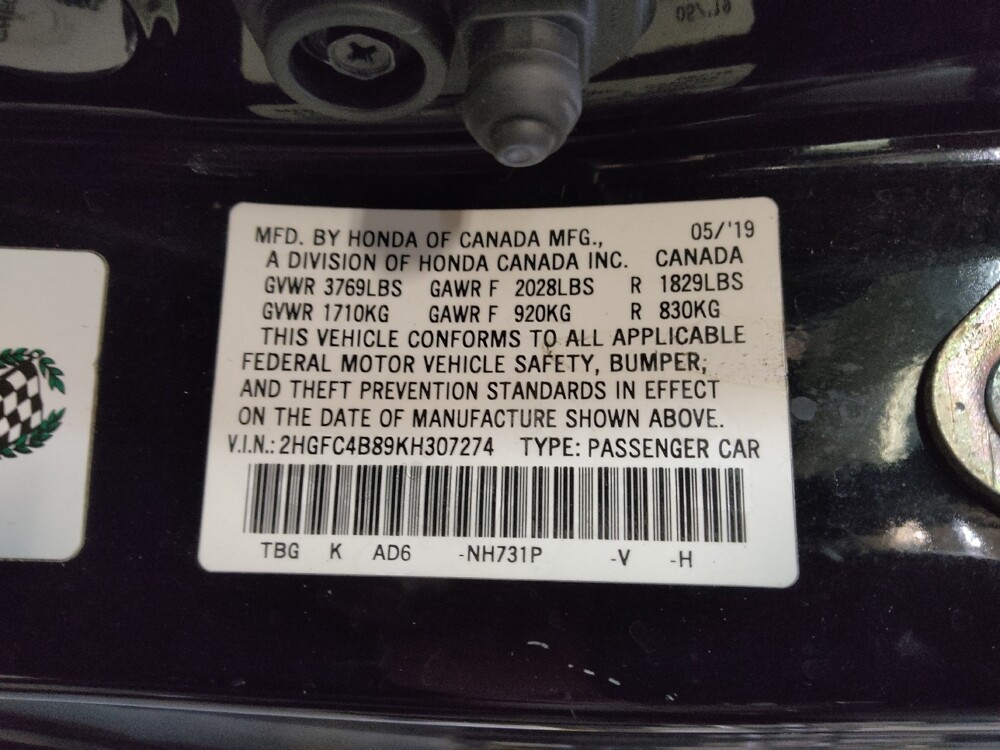 MFD. BY HONDA OF CANADA MFG., 05/'19
A DIVISION OF HONDA CANADA INC. CANADA
GVWR 3769LBS GAWR F 2028LBS R 1829LBS
GVWR 1710KG GAWR F 920KG R 830KG
THIS VEHICLE CONFORMS TO ALL APPLICABLE
FEDERAL MOTOR VEHICLE SAFETY, BUMPER,
AND THEFT PREVENTION STANDARDS IN EFFECT
ON THE DATE OF MANUFACTURE SHOWN ABOVE.
V.I.N.: 2HGFC4B89KH307274 TYPE: PASSENGER CAR
TBG K AD6 -NH731P -V -H